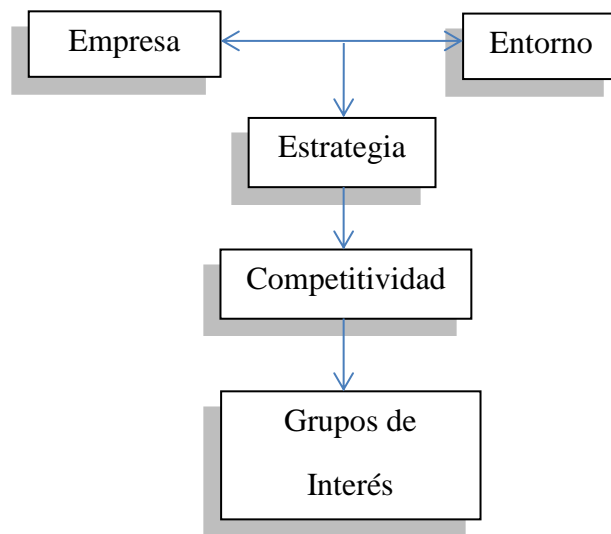 Empresa
Entorno
Estrategia
Competitividad
Grupos de
Interés